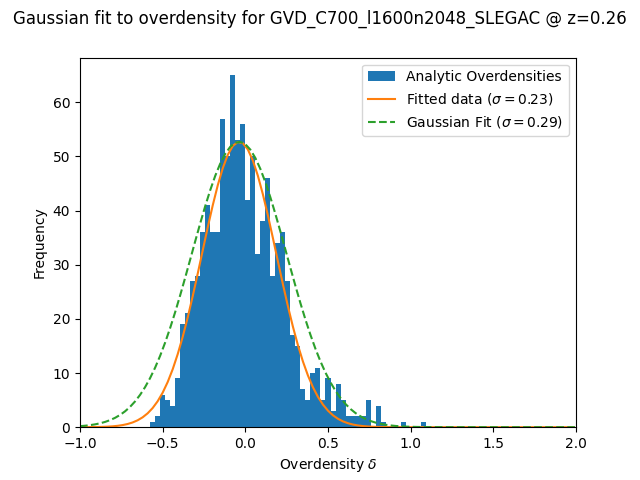 Gaussian fit to overdensity for GVD_C700_l1600n2048_SLEGAC @ z=0.26
Analytic Overdensities
Fitted data (σ = 0.23)
Gaussian Fit (σ = 0.29)
Frequency
60
50
40
30
20
10
0
−1.0 −0.5 0.0 0.5 1.0 1.5 2.0
Overdensity δ